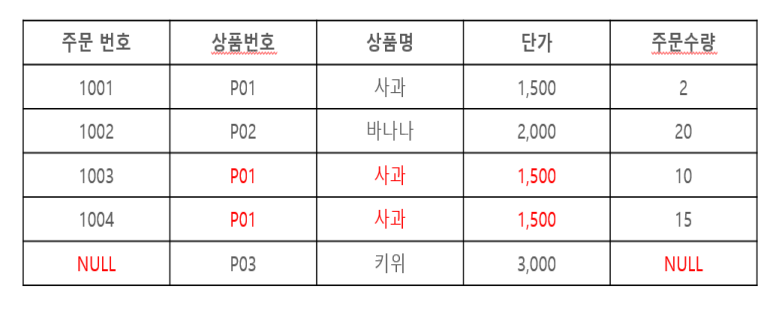 주문 번호 상품번호 상품명 단가 주문수량
1001 P01 사과 1,500 2
1002 P02 바나나 2,000 20
1003 P01 사과 1,500 10
1004 P01 사과 1,500 15
NULL P03 키위 3,000 NULL